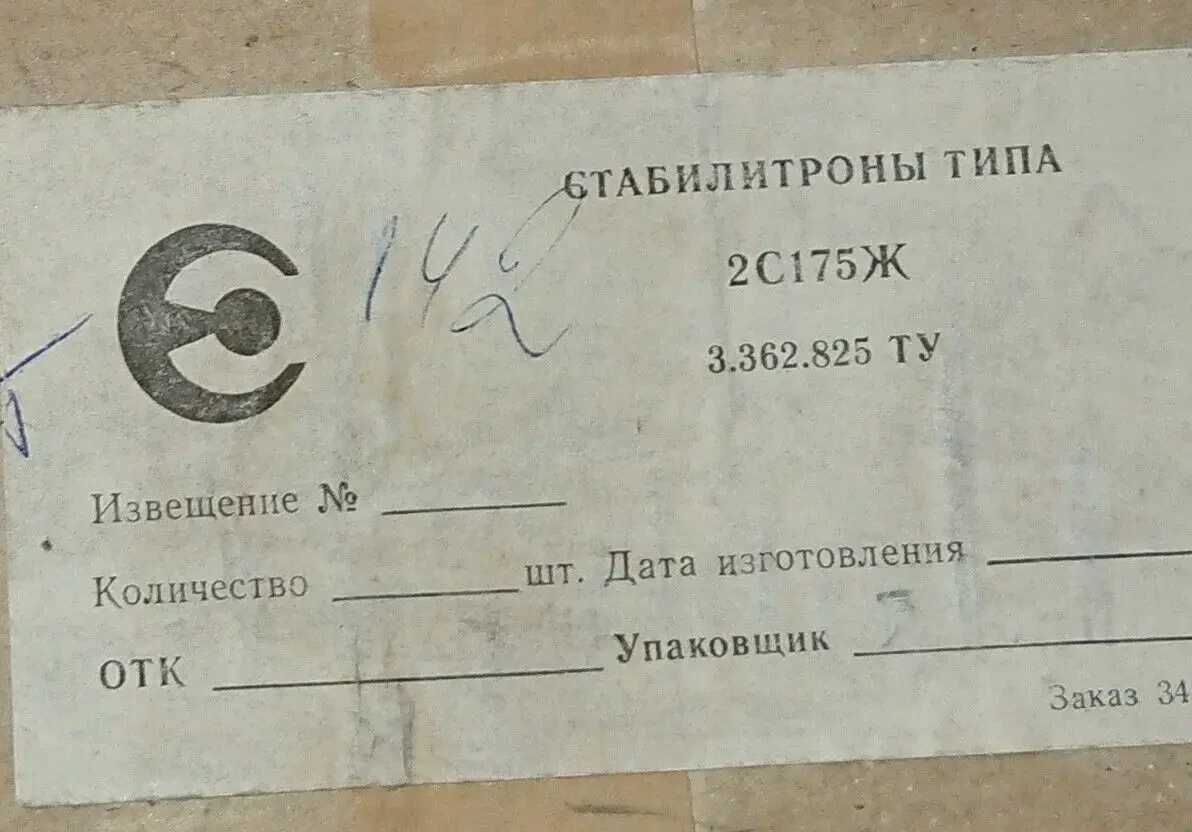 СТАБИЛИТРОНЫ ТИПА
142
2С175Ж
3.362.825 ТУ
Извещение №
Количество шт. Дата изготовления
ОТК Упаковщик
Заказ 34